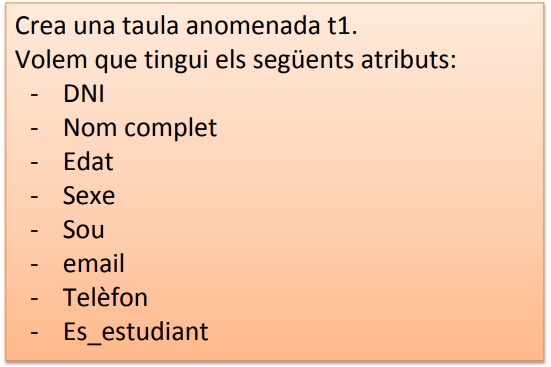 Crea una taula anomenada t1.
Volem que tingui els següents atributs:
- DNI
- Nom complet
- Edat
- Sexe
- Sou
- email
- Telèfon
- Es_estudiant